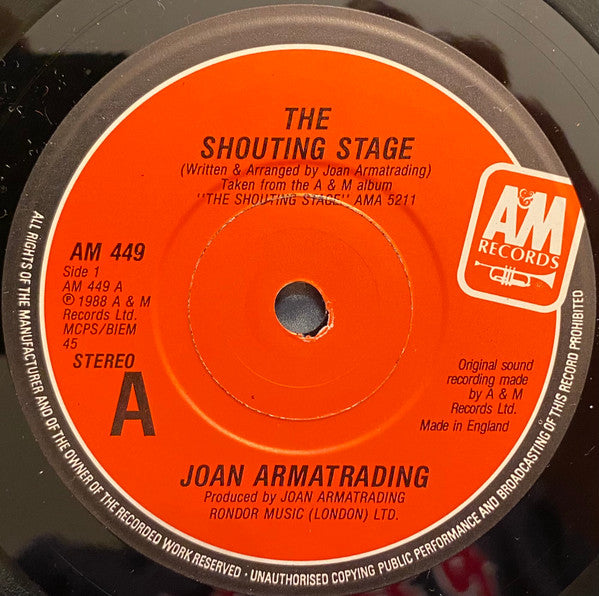 THE
SHOUTING STAGE
(Written & Arranged by Joan Armatrading)
Taken from the A & M album
"THE SHOUTING STAGE" AMA 5211
A&M
RECORDS
AM 449
Side 1
AM 449 A
℗ 1988 A & M
Records Ltd.
MCPS/BIEM
45
STEREO
A
Original sound
recording made
by A & M
Records Ltd.
Made in England
JOAN ARMATRADING
Produced by JOAN ARMATRADING
RONDOR MUSIC (LONDON) LTD.
ALL RIGHTS OF THE MANUFACTURER AND OF THE OWNER OF THE RECORDED WORK RESERVED · UNAUTHORISED COPYING PUBLIC PERFORMANCE AND BROADCASTING OF THIS RECORD PROHIBITED